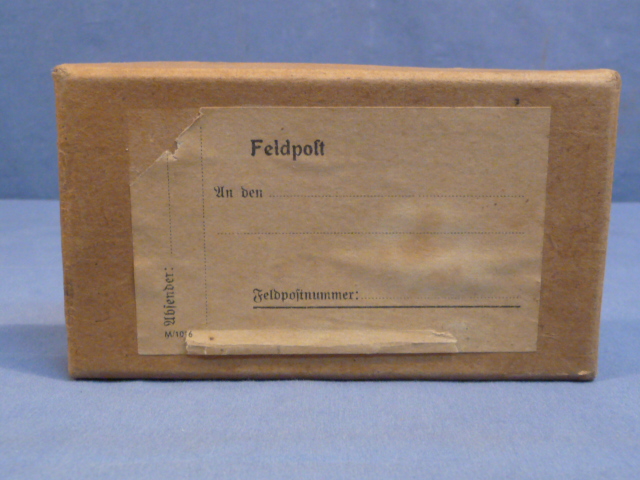 Feldpost
An den
Feldpostnummer:
Absender: